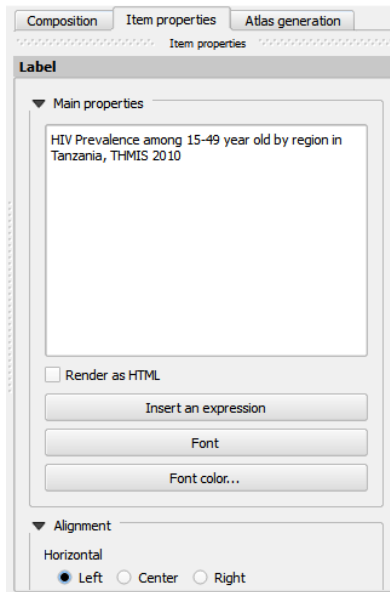 Composition Item properties Atlas generation
Item properties
Label
Main properties
HIV Prevalence among 15-49 year old by region in
Tanzania, THMIS 2010
Render as HTML
Insert an expression
Font
Font color...
Alignment
Horizontal
Left Center Right